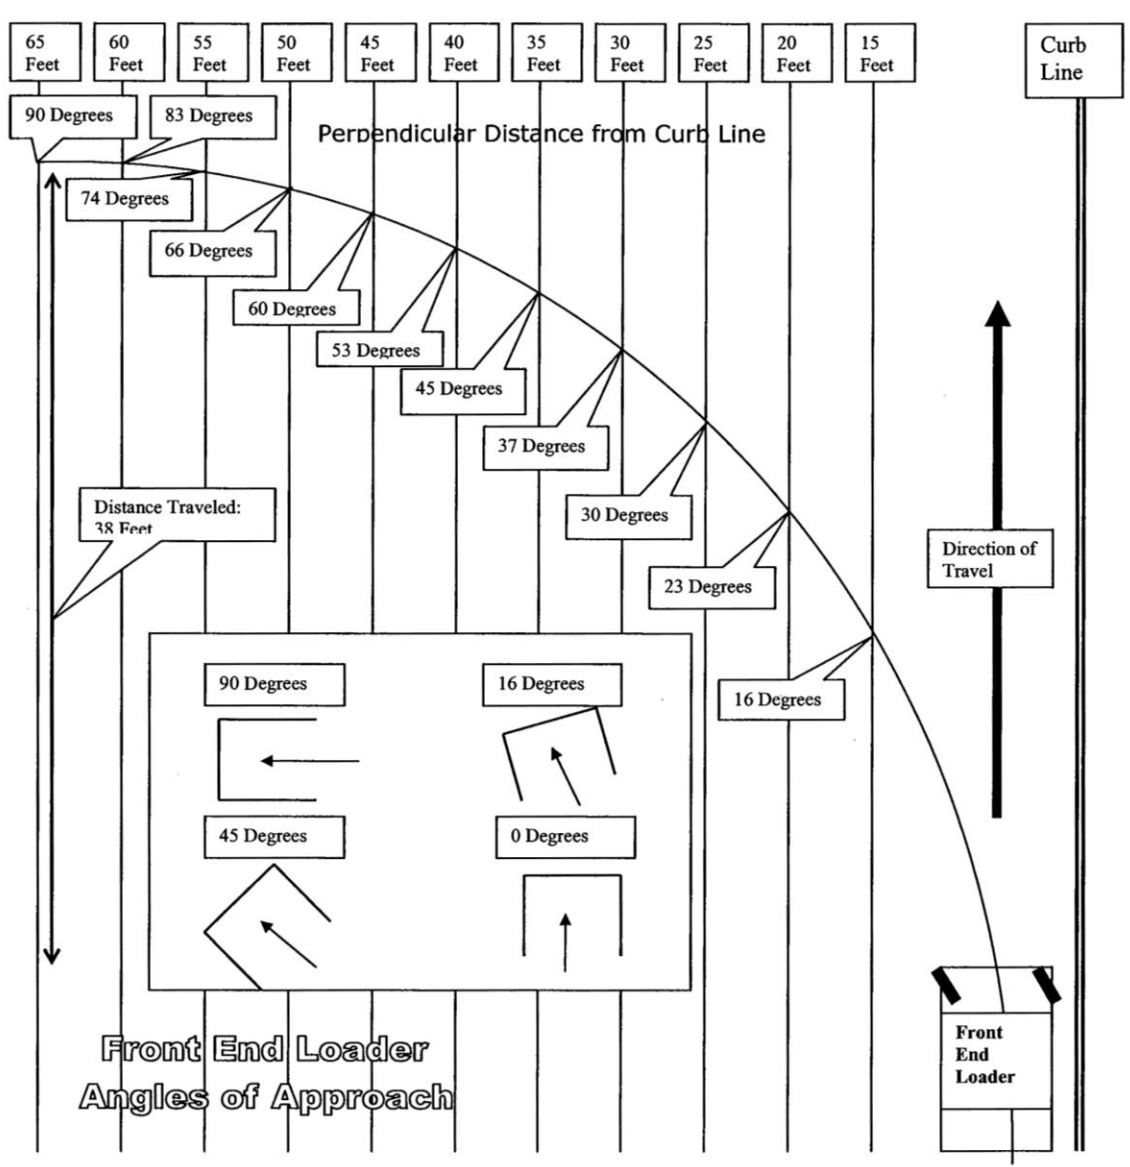 65
Feet
60
Feet
55
Feet
50
Feet
45
Feet
40
Feet
35
Feet
30
Feet
25
Feet
20
Feet
15
Feet
Curb
Line
90 Degrees
83 Degrees
Perpendicular Distance from Curb Line
74 Degrees
66 Degrees
60 Degrees
53 Degrees
45 Degrees
37 Degrees
30 Degrees
23 Degrees
16 Degrees
Distance Traveled:
38 Feet
Direction of
Travel
90 Degrees
16 Degrees
45 Degrees
0 Degrees
Front End Loader
Angles of Approach
Front
End
Loader